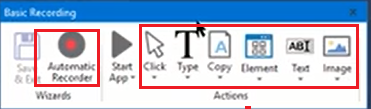 Basic Recording
Save & Exit
Automatic Recorder
Start App
Click
Type
Copy
Element
Text
Image
Wizards
Actions